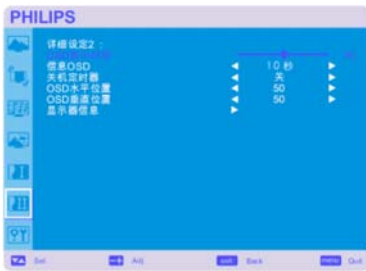 PHILIPS
详细设定2 :
信息OSD 10 秒
关机定时器 关
OSD水平位置 50
OSD垂直位置 50
显示器信息
Sel Adj exit Back menu Quit